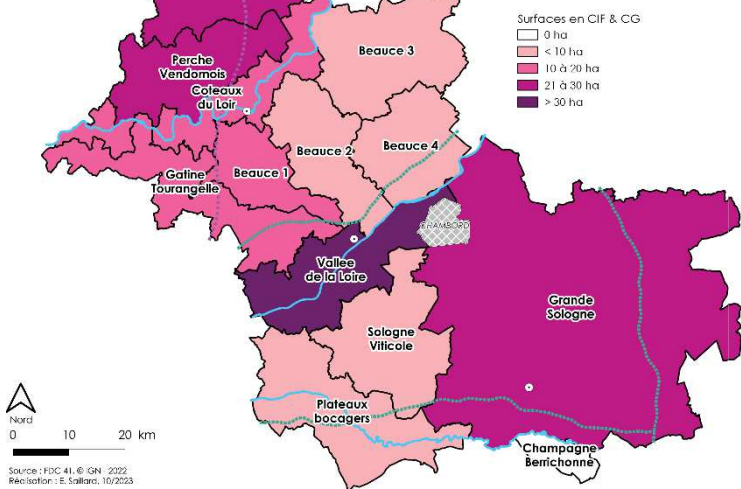 Surfaces en CIF & CG
0 ha
< 10 ha
10 à 20 ha
21 à 30 ha
> 30 ha
Beauce 3
Perche
Vendomois
Coteaux
du Loir
Beauce 2
Beauce 4
Gatine
Tourangelle
Beauce 1
CHAMBORD
Vallee
de la Loire
Grande
Sologne
Sologne
Viticole
Plateaux
bocagers
Champagne
Berrichonne
Nord
0 10 20 km
Source : FDC 41, © IGN - 2022
Réalisation : E. Saillard, 10/2023